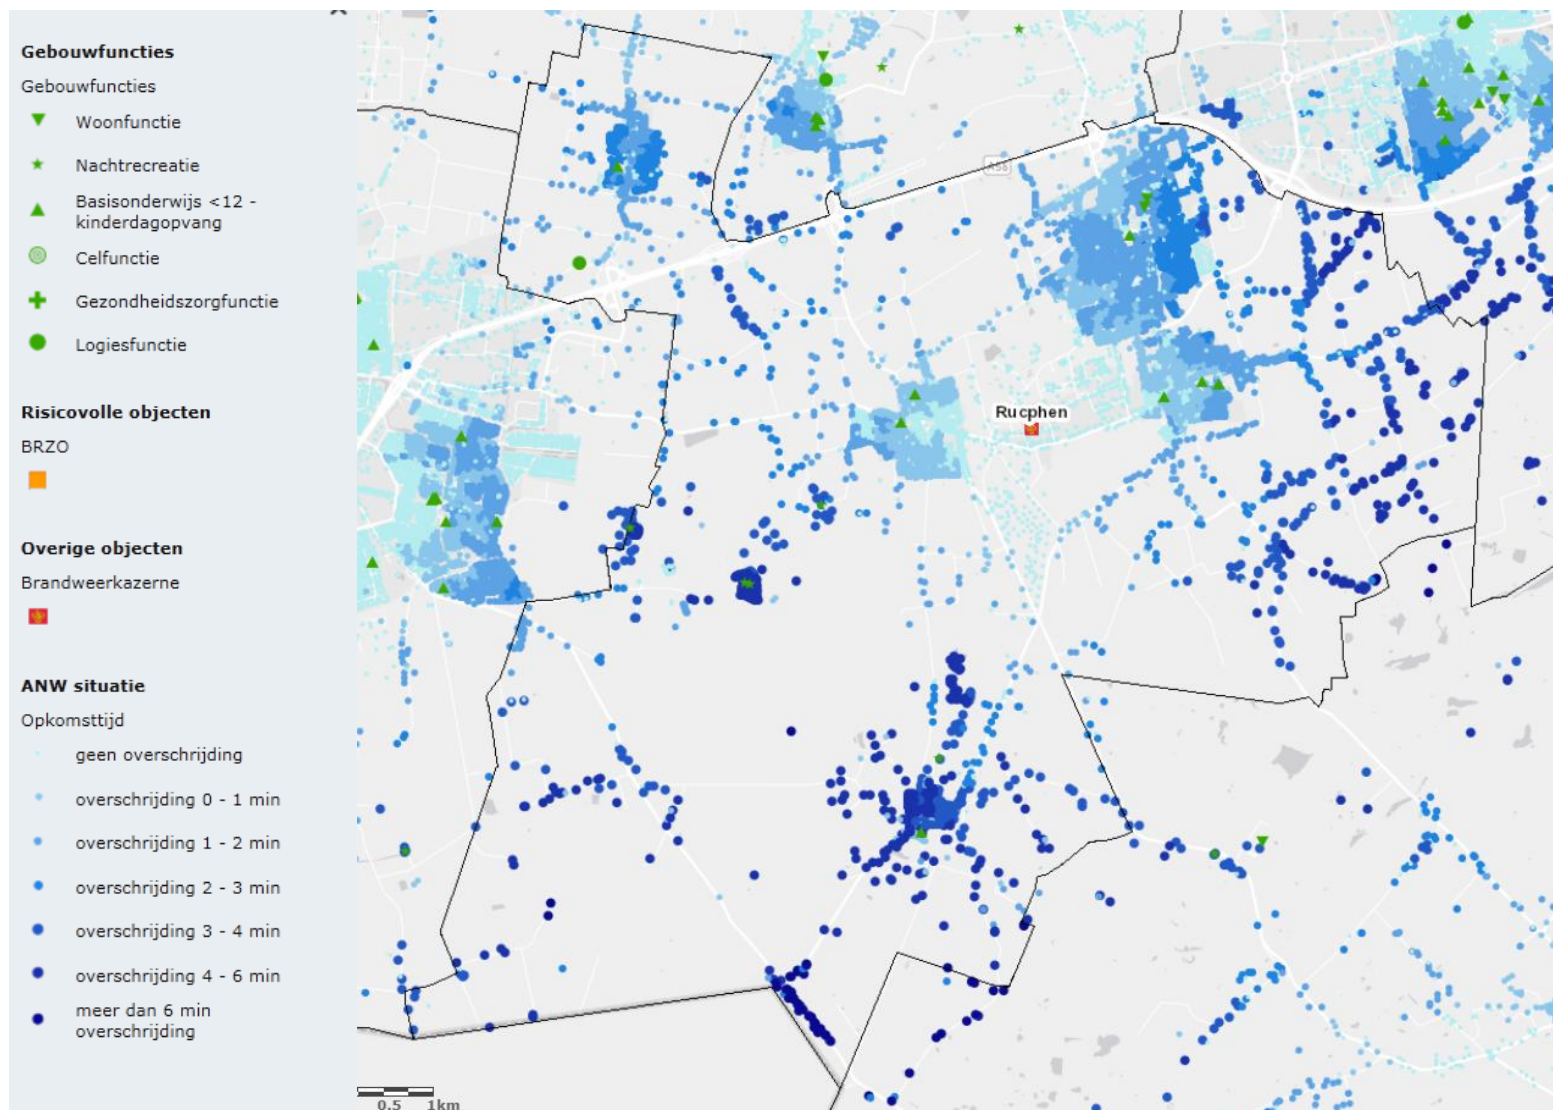 Gebouwfuncties
Gebouwfuncties
Woonfunctie
Nachtrecreatie
Basisonderwijs <12 -
kinderdagopvang
Celfunctie
Gezondheidszorgfunctie
Logiesfunctie
Risicovolle objecten
BRZO
Overige objecten
Brandweerkazerne
ANW situatie
Opkomsttijd
geen overschrijding
overschrijding 0 - 1 min
overschrijding 1 - 2 min
overschrijding 2 - 3 min
overschrijding 3 - 4 min
overschrijding 4 - 6 min
meer dan 6 min
overschrijding
A58
Rucphen
0.5 1km